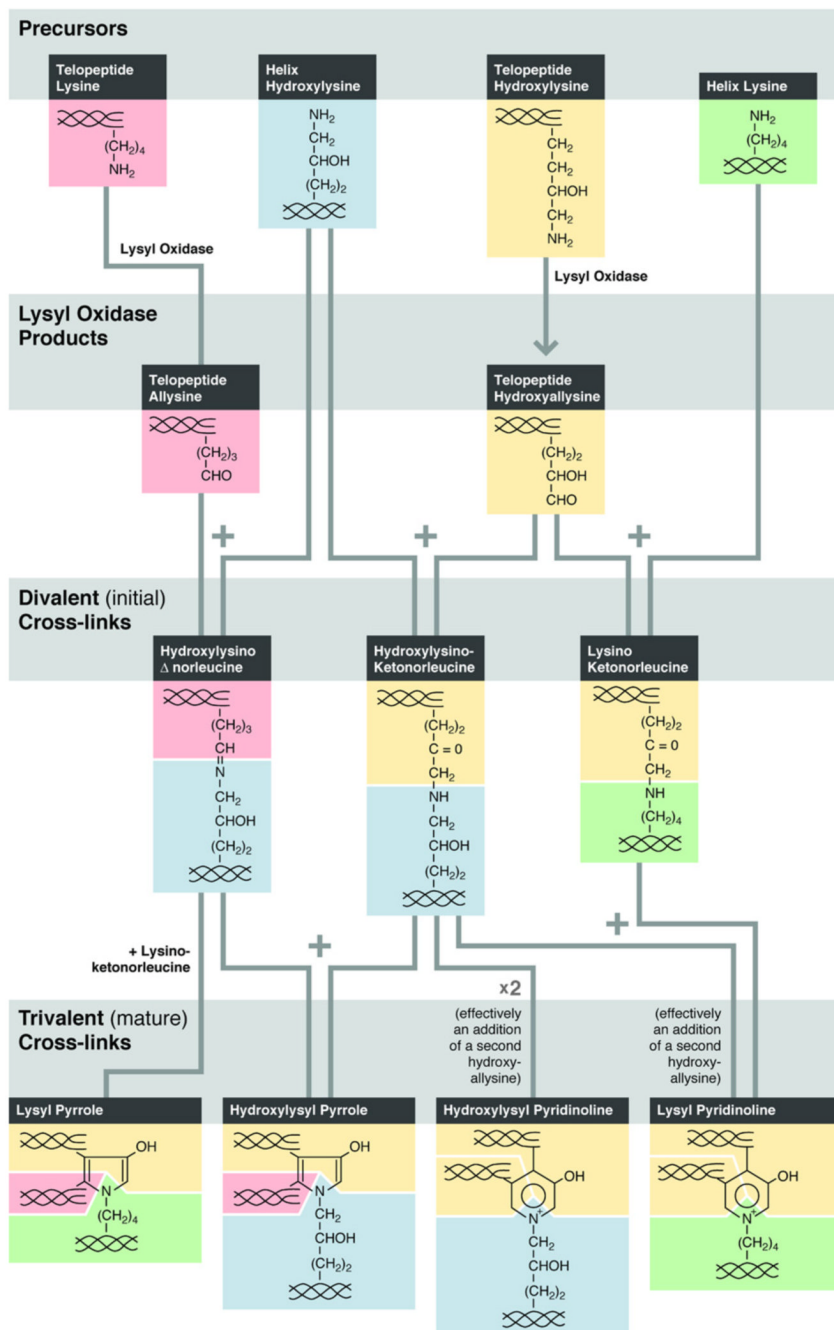 Precursors
Telopeptide
Lysine
Helix
Hydroxylysine
Telopeptide
Hydroxylysine
Helix Lysine
(CH₂)₄
NH₂
NH₂
CH₂
CHOH
(CH₂)₂
CH₂
CH₂
CHOH
CH₂
NH₂
NH₂
(CH₂)₄
Lysyl Oxidase
Lysyl Oxidase
Lysyl Oxidase
Products
Telopeptide
Allysine
Telopeptide
Hydroxyallysine
(CH₂)₃
CHO
(CH₂)₂
CHOH
CHO
+
+
+
Divalent (initial)
Cross-links
Hydroxylysino
Δ norleucine
Hydroxylysino-
Ketonorleucine
Lysino
Ketonorleucine
(CH₂)₃
CH
N
CH₂
CHOH
(CH₂)₂
(CH₂)₂
C = 0
CH₂
NH
CH₂
CHOH
(CH₂)₂
(CH₂)₂
C = 0
CH₂
NH
(CH₂)₄
+ Lysino-
ketonorleucine
+
+
x2
Trivalent (mature)
Cross-links
(effectively
an addition
of a second
hydroxy-
allysine)
(effectively
an addition
of a second
hydroxy-
allysine)
Lysyl Pyrrole
Hydroxylysyl Pyrrole
Hydroxylysyl Pyridinoline
Lysyl Pyridinoline
OH
N
(CH₂)₄
OH
N
CH₂
CHOH
(CH₂)₂
OH
N⁺
CH₂
CHOH
(CH₂)₂
OH
N⁺
(CH₂)₄